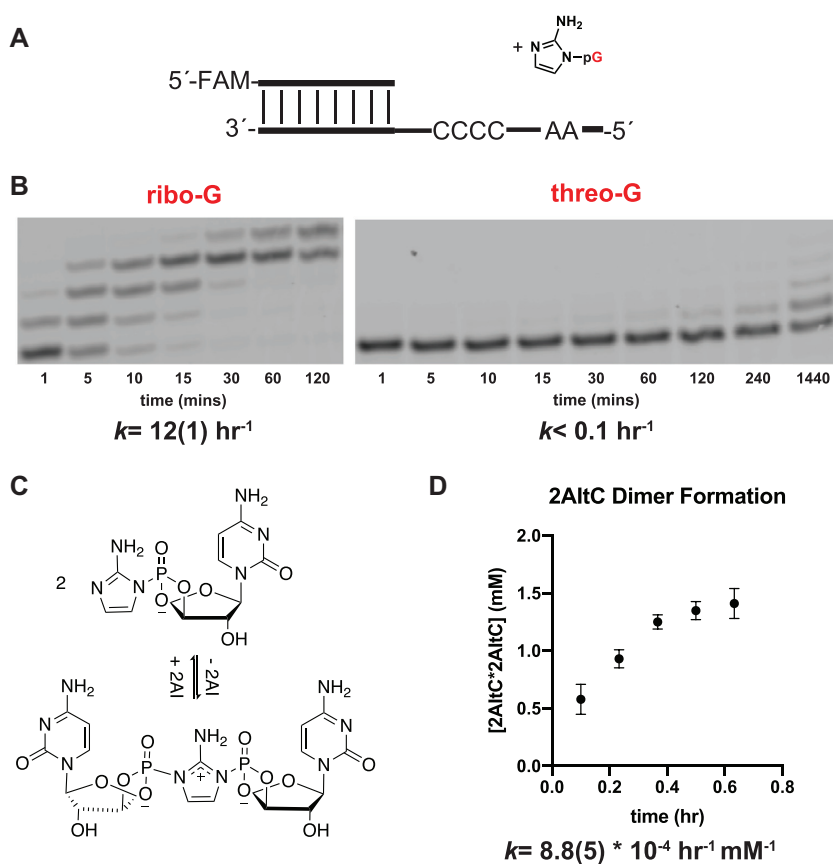 A
+
NH₂
N
N-pG
5´-FAM-
3´-
CCCC
AA
-5´
B
ribo-G
threo-G
1 5 10 15 30 60 120
time (mins)
k= 12(1) hr⁻¹
1 5 10 15 30 60 120 240 1440
time (mins)
k< 0.1 hr⁻¹
C
2
NH₂
N
N
O
P
O
O
−
O
OH
NH₂
N
N
O
+ 2AI
- 2AI
NH₂
N
N
O
O
OH
O
P
O
O
−
NH₂
N
N
+
O
P
O
O
−
O
OH
NH₂
N
N
O
D
2AItC Dimer Formation
[2AItC*2AItC] (mM)
2.0
1.5
1.0
0.5
0.0
0.0 0.2 0.4 0.6 0.8
time (hr)
k= 8.8(5) * 10⁻⁴ hr⁻¹ mM⁻¹